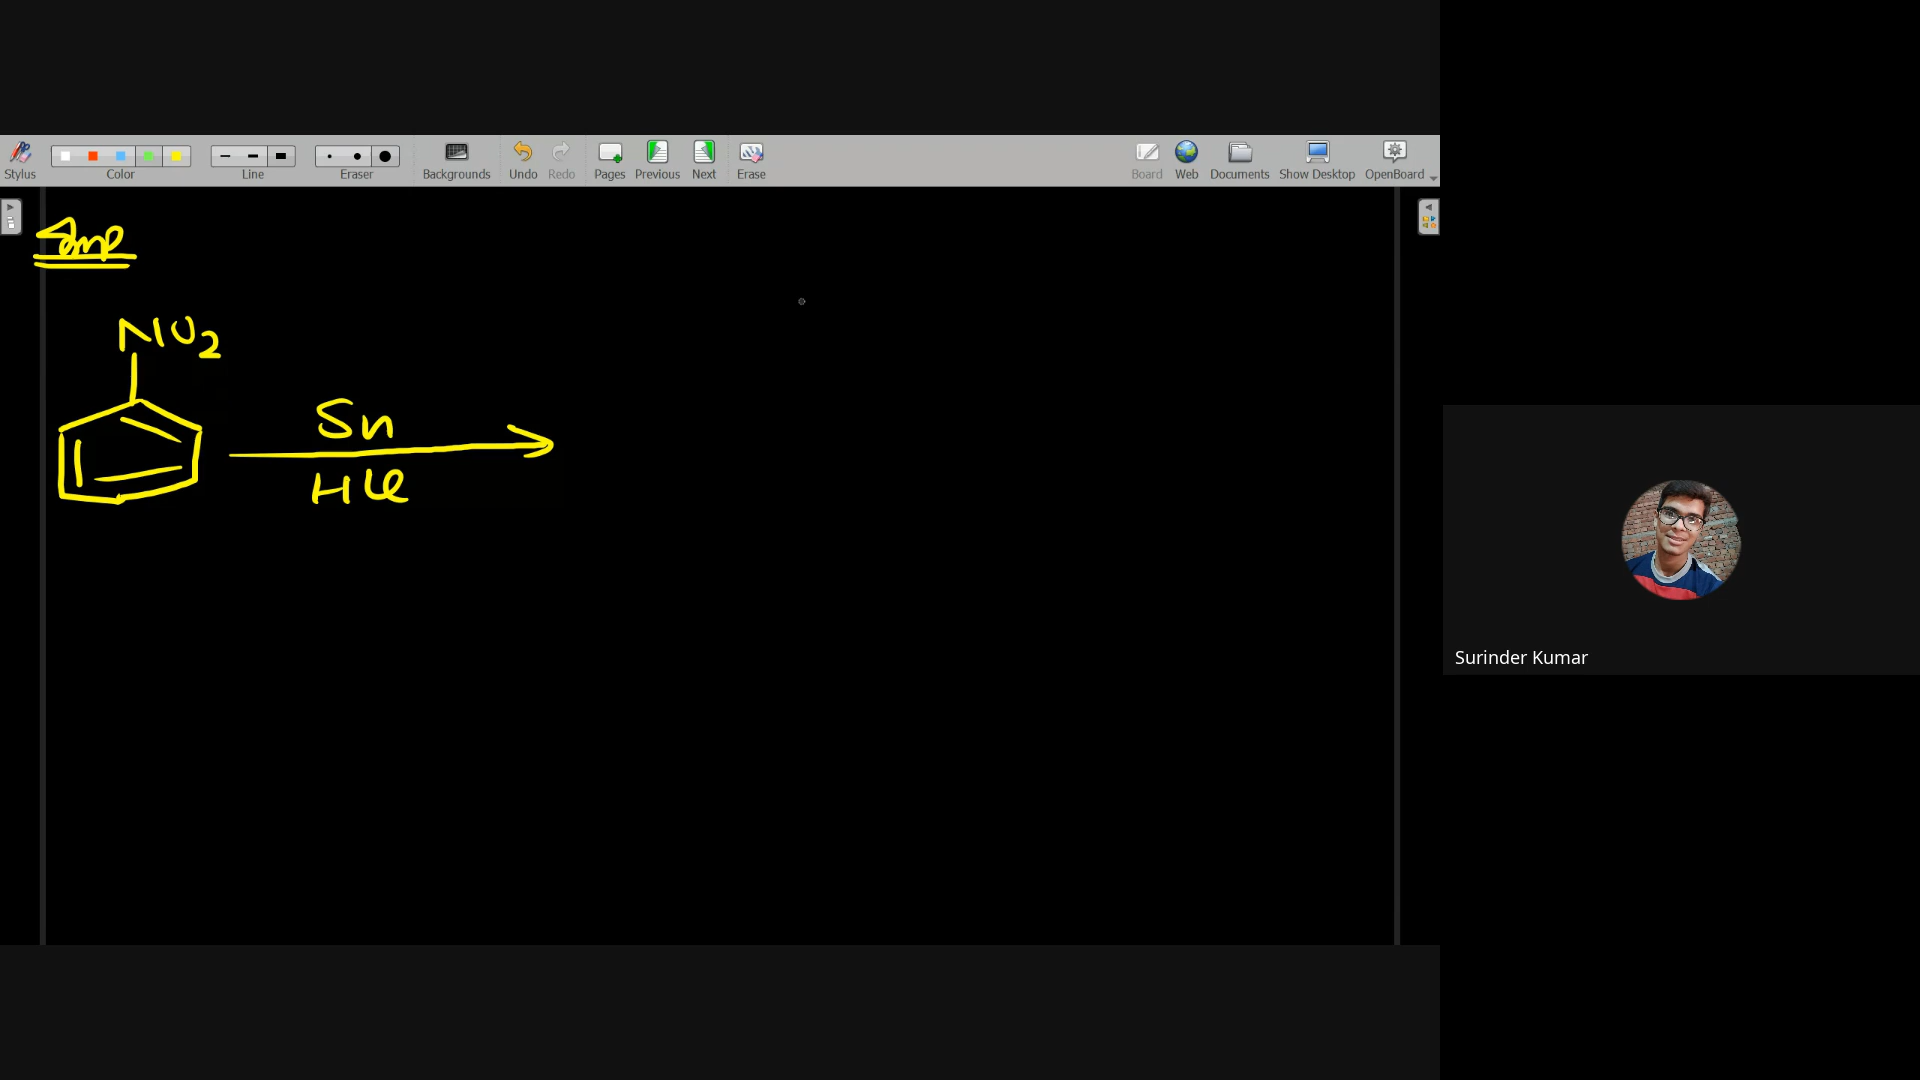 Stylus Color Line Eraser Backgrounds Undo Redo Pages Previous Next Erase Board Web Documents Show Desktop OpenBoard
Imp
NO2
Sn
HCl
Surinder Kumar